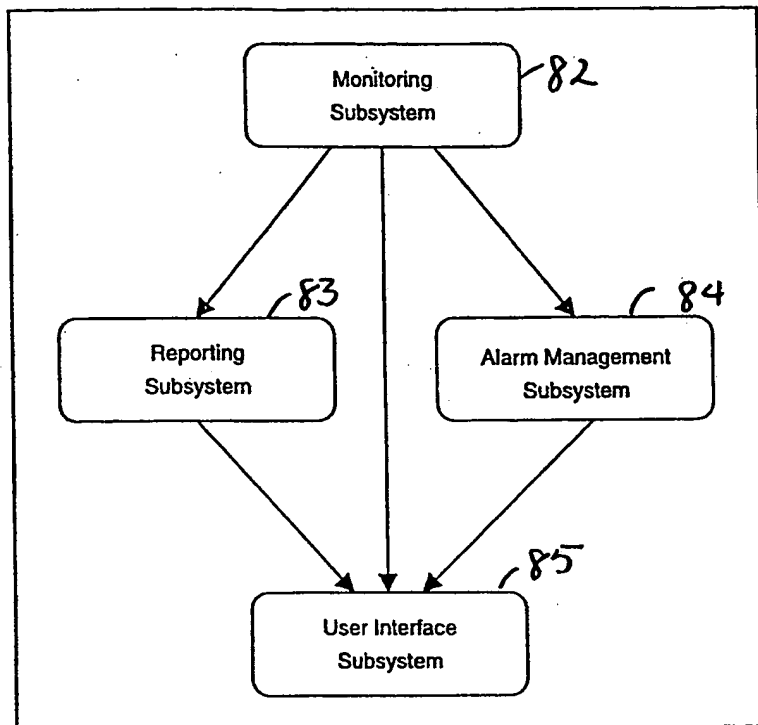 Monitoring
Subsystem
82
83
84
Reporting
Subsystem
Alarm Management
Subsystem
85
User Interface
Subsystem